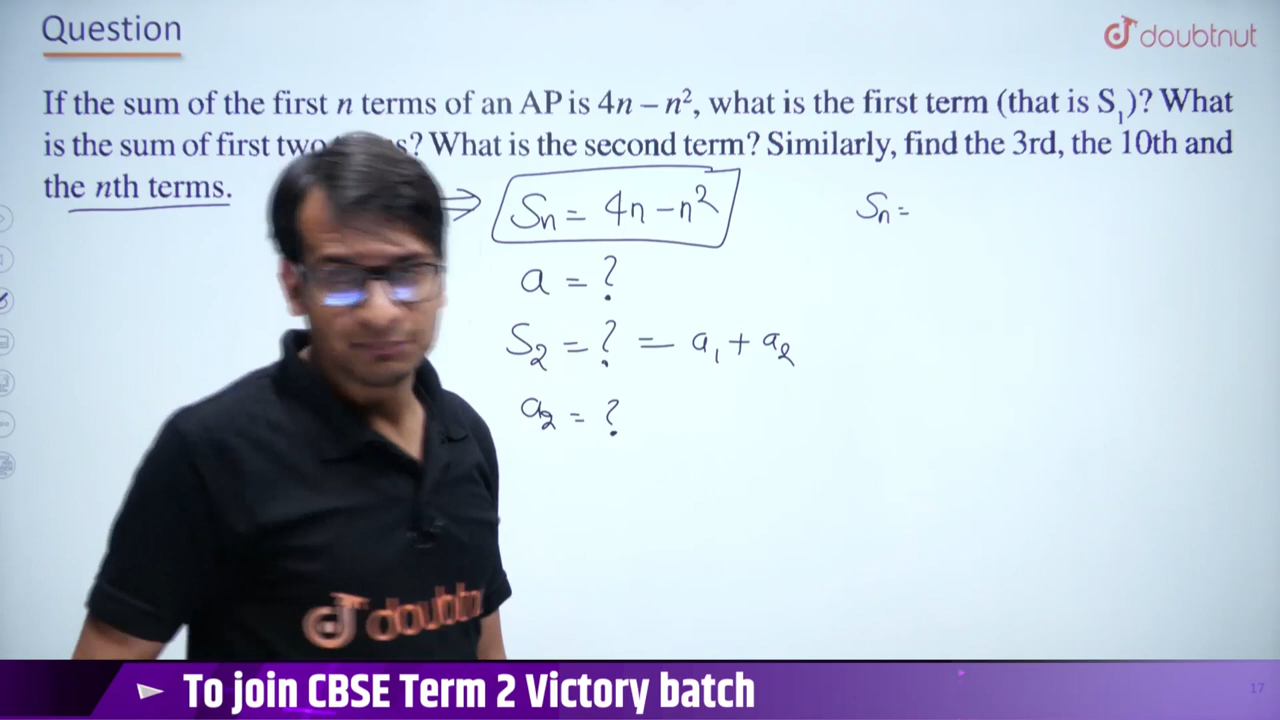 Question
doubtnut
If the sum of the first n terms of an AP is 4n – n², what is the first term (that is S₁)? What
is the sum of first two ? What is the second term? Similarly, find the 3rd, the 10th and
the nth terms.
⇒ Sn = 4n – n²
Sn =
a = ?
S₂ = ? = a₁ + a₂
a₂ = ?
doubtnut
To join CBSE Term 2 Victory batch
17